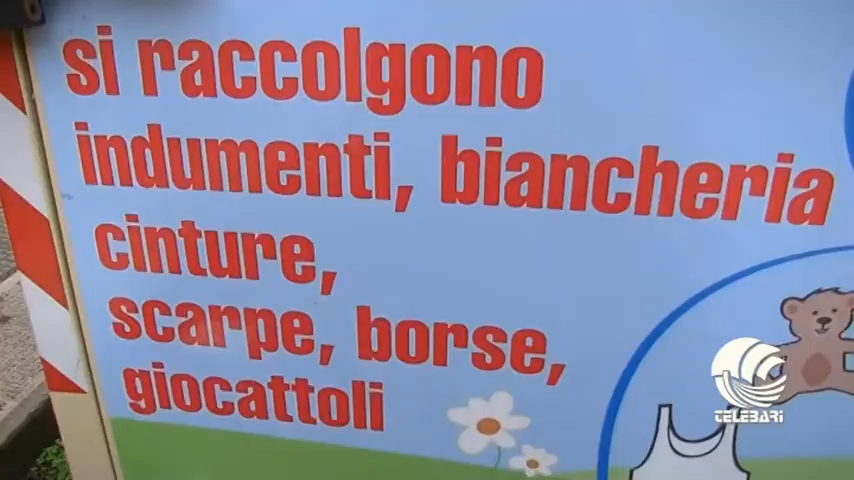 si raccolgono
indumenti, biancheria
cinture,
scarpe, borse,
giocattoli
TELEBARI